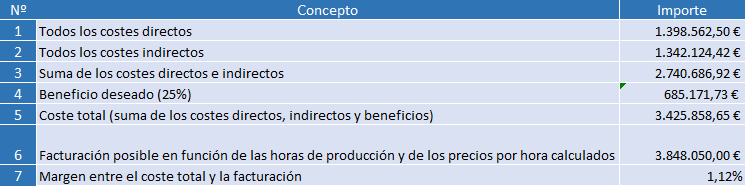 Nº Concepto Importe
1 Todos los costes directos 1.398.562,50 €
2 Todos los costes indirectos 1.342.124,42 €
3 Suma de los costes directos e indirectos 2.740.686,92 €
4 Beneficio deseado (25%) 685.171,73 €
5 Coste total (suma de los costes directos, indirectos y beneficios) 3.425.858,65 €
6 Facturación posible en función de las horas de producción y de los precios por hora calculados 3.848.050,00 €
7 Margen entre el coste total y la facturación 1,12%